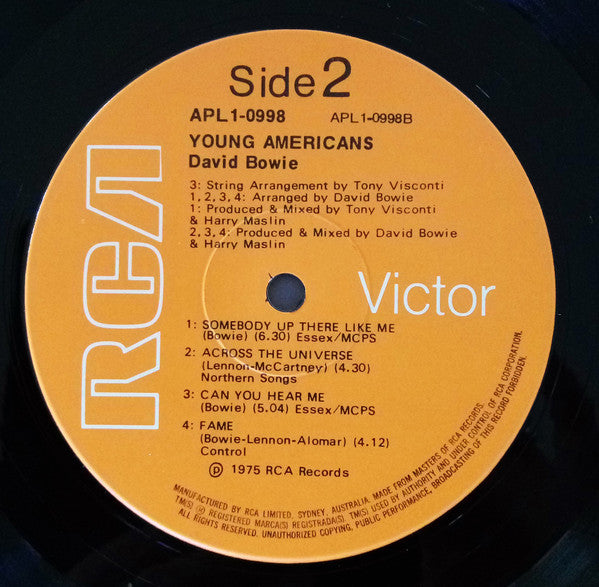 Side 2
APL1-0998 APL1-0998B
YOUNG AMERICANS
David Bowie
3: String Arrangement by Tony Visconti
1, 2, 3, 4: Arranged by David Bowie
1: Produced & Mixed by Tony Visconti
& Harry Maslin
2, 3, 4: Produced & Mixed by David Bowie
& Harry Maslin
RCA
Victor
1: SOMEBODY UP THERE LIKE ME
(Bowie) (6.30) Essex/MCPS
2: ACROSS THE UNIVERSE
(Lennon-McCartney) (4.30)
Northern Songs
3: CAN YOU HEAR ME
(Bowie) (5.04) Essex/MCPS
4: FAME
(Bowie-Lennon-Alomar) (4.12)
Control
℗ 1975 RCA Records
MANUFACTURED BY RCA LIMITED, SYDNEY, AUSTRALIA. MADE FROM MASTERS OF RCA RECORDS.
TM(S) ® REGISTERED MARCA(S) REGISTRADA(S). TM(S) USED BY AUTHORITY AND UNDER CONTROL OF RCA CORPORATION.
ALL RIGHTS RESERVED. UNAUTHORIZED COPYING, PUBLIC PERFORMANCE, BROADCASTING OF THIS RECORD FORBIDDEN.